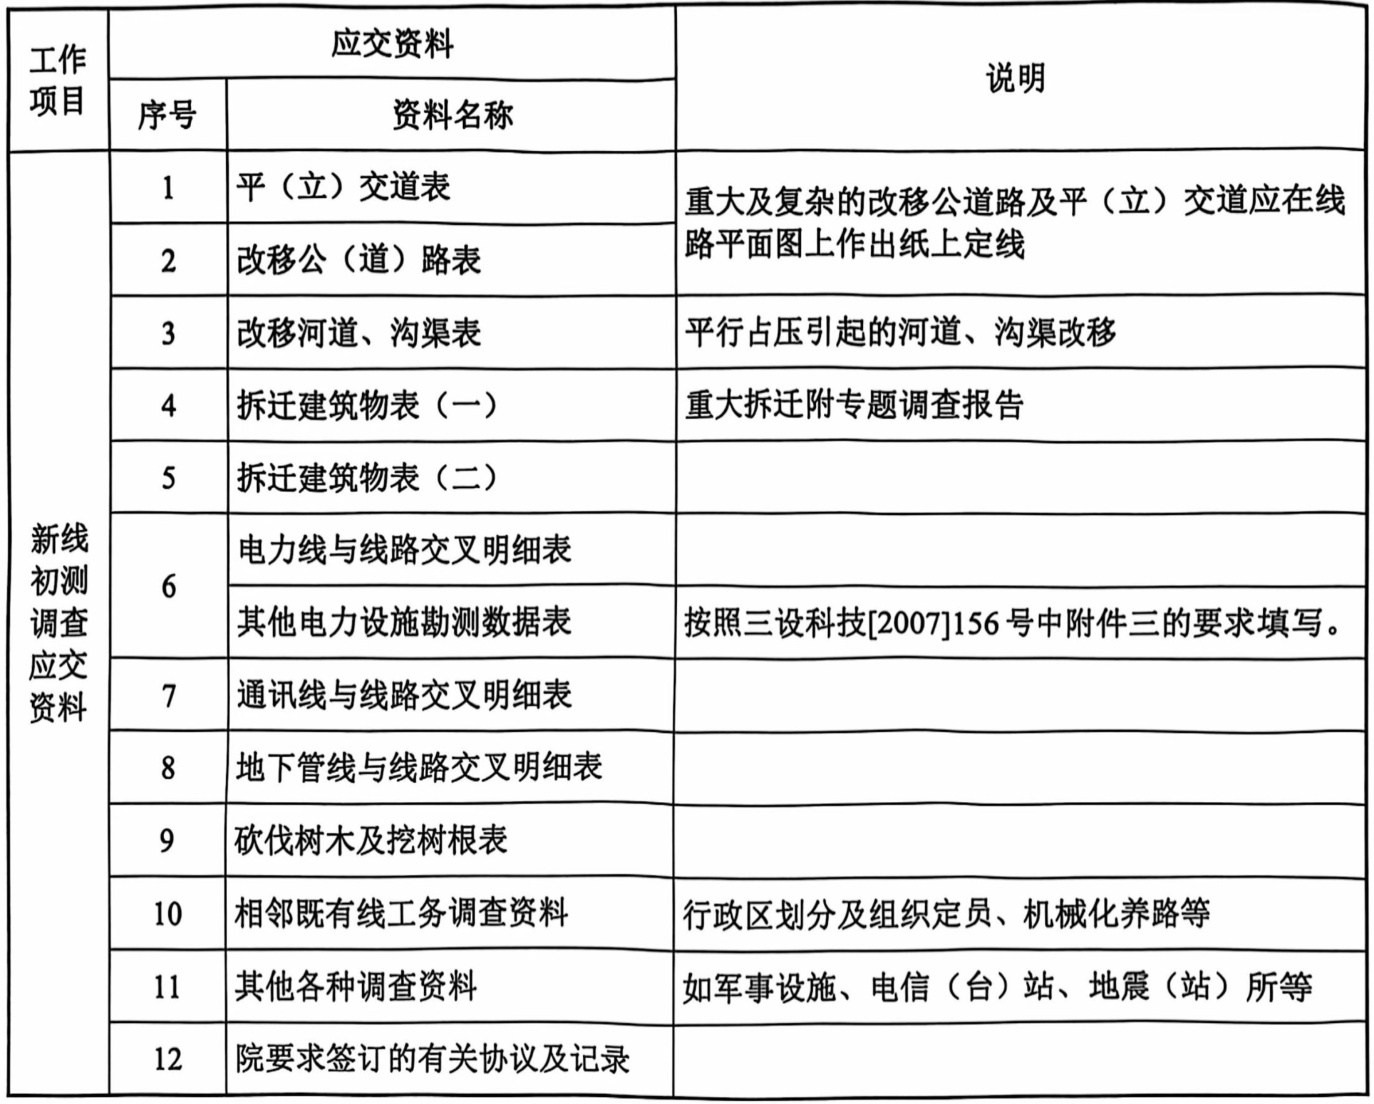 工作
项目
应交资料
说明
序号
资料名称
新线
初测
调查
应交
资料
1
平（立）交道表
重大及复杂的改移公道路及平（立）交道应在线
路平面图上作出纸上定线
2
改移公（道）路表
3
改移河道、沟渠表
平行占压引起的河道、沟渠改移
4
拆迁建筑物表（一）
重大拆迁附专题调查报告
5
拆迁建筑物表（二）
6
电力线与线路交叉明细表
其他电力设施勘测数据表
按照三设科技[2007]156号中附件三的要求填写。
7
通讯线与线路交叉明细表
8
地下管线与线路交叉明细表
9
砍伐树木及挖树根表
10
相邻既有线工务调查资料
行政区划分及组织定员、机械化养路等
11
其他各种调查资料
如军事设施、电信（台）站、地震（站）所等
12
院要求签订的有关协议及记录